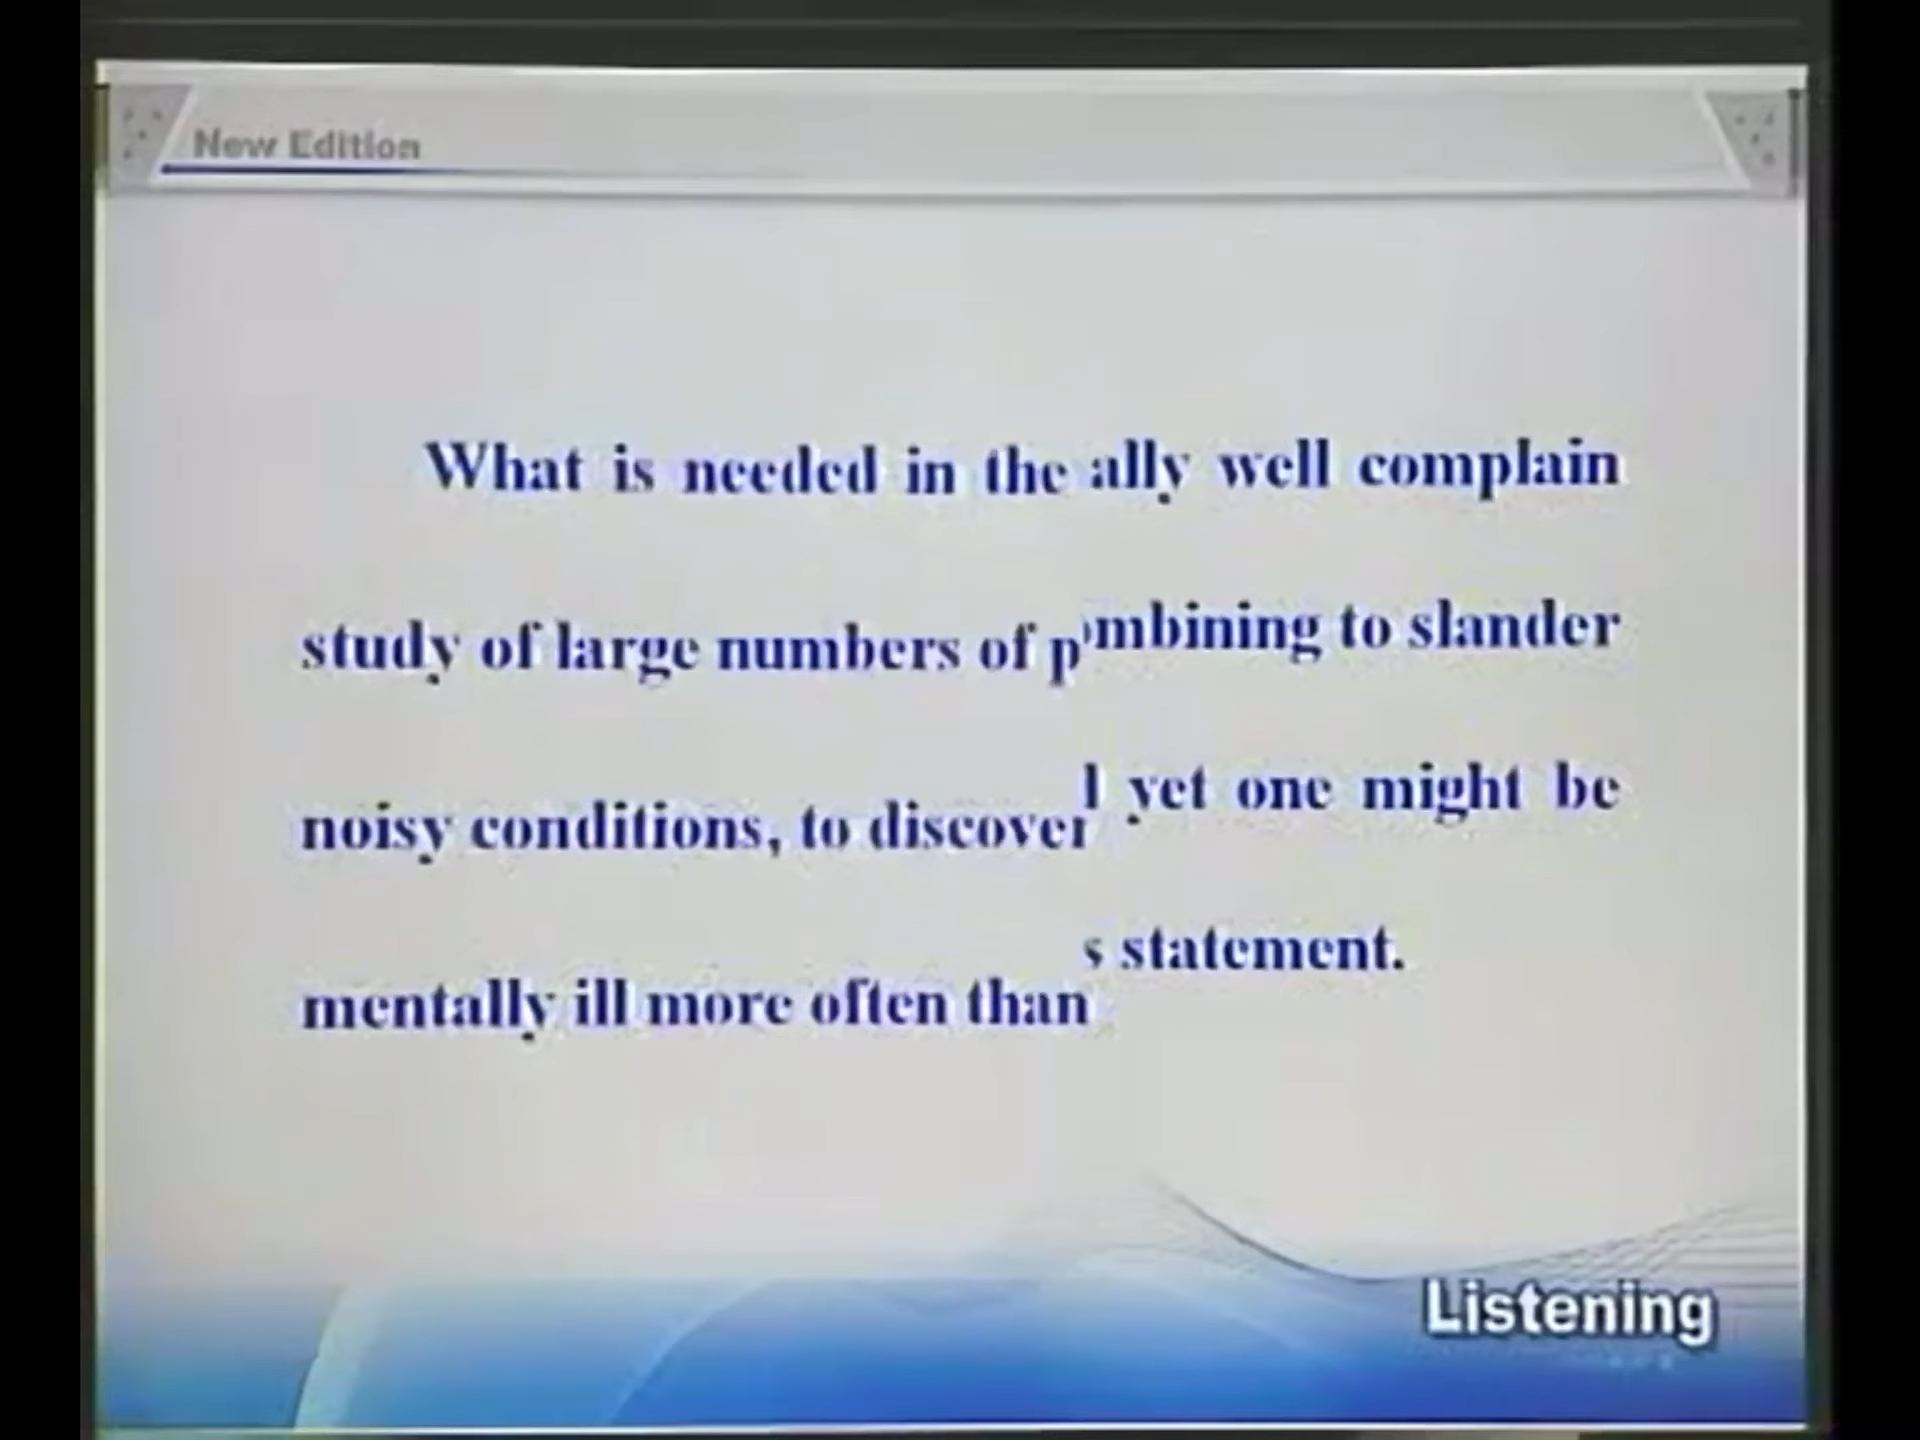 New Edition
What is needed in the ally well complain
study of large numbers of p mbining to slander
noisy conditions, to discover yet one might be
mentally ill more often than s statement.
Listening